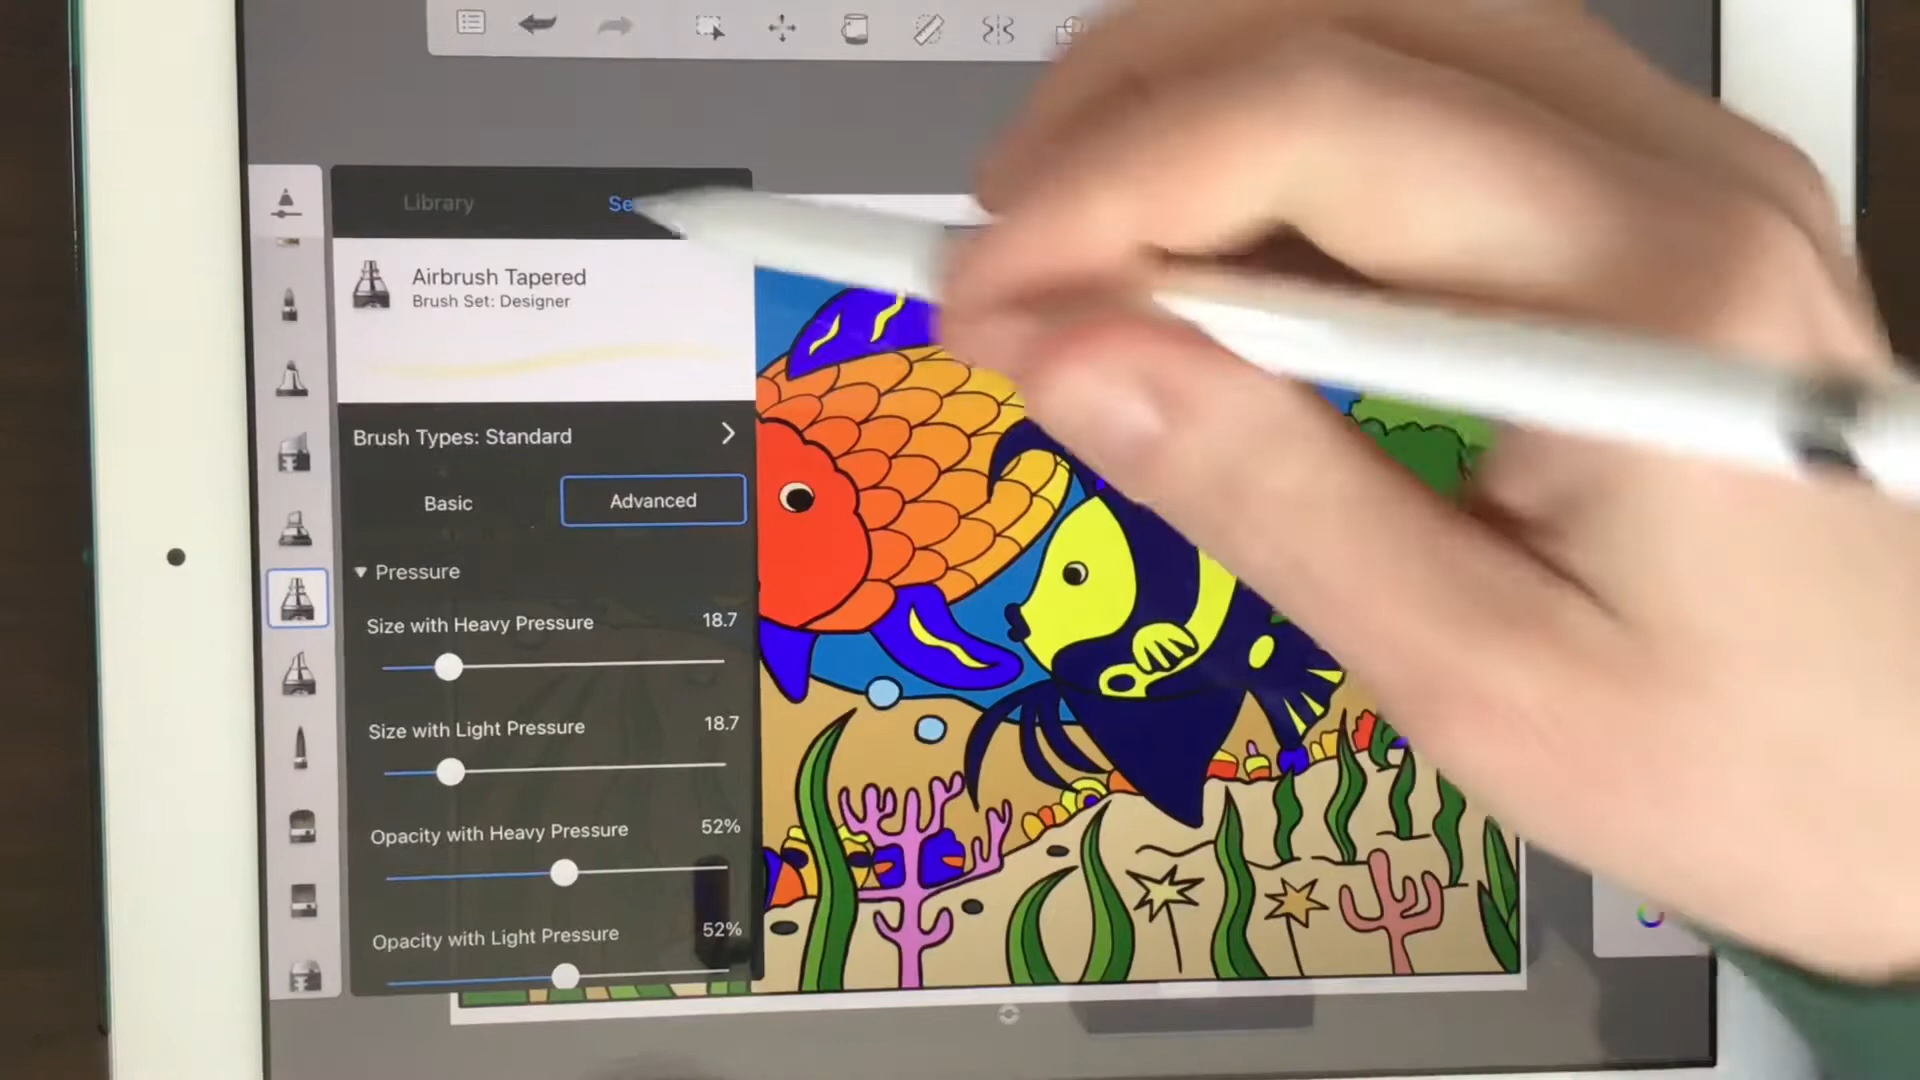 Library
Airbrush Tapered
Brush Set: Designer
Brush Types: Standard
Basic
Advanced
Pressure
Size with Heavy Pressure 18.7
Size with Light Pressure 18.7
Opacity with Heavy Pressure 52%
Opacity with Light Pressure 52%